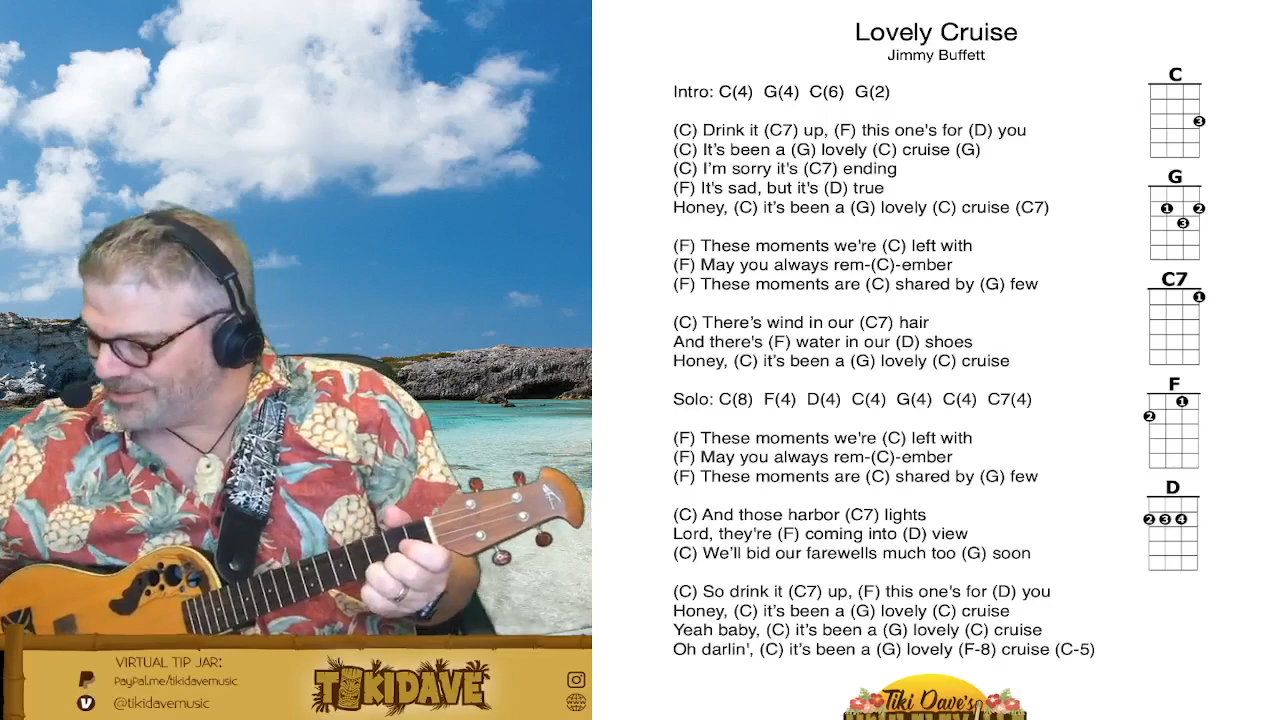 Lovely Cruise
Jimmy Buffett
Intro: C(4)  G(4)  C(6)  G(2)
(C) Drink it (C7) up, (F) this one's for (D) you
(C) It’s been a (G) lovely (C) cruise (G)
(C) I’m sorry it's (C7) ending
(F) It's sad, but it's (D) true
Honey, (C) it’s been a (G) lovely (C) cruise (C7)
(F) These moments we're (C) left with
(F) May you always rem-(C)-ember
(F) These moments are (C) shared by (G) few
(C) There’s wind in our (C7) hair
And there's (F) water in our (D) shoes
Honey, (C) it’s been a (G) lovely (C) cruise
Solo: C(8)  F(4)  D(4)  C(4)  G(4)  C(4)  C7(4)
(F) These moments we're (C) left with
(F) May you always rem-(C)-ember
(F) These moments are (C) shared by (G) few
(C) And those harbor (C7) lights
Lord, they're (F) coming into (D) view
(C) We’ll bid our farewells much too (G) soon
(C) So drink it (C7) up, (F) this one's for (D) you
Honey, (C) it’s been a (G) lovely (C) cruise
Yeah baby, (C) it’s been a (G) lovely (C) cruise
Oh darlin', (C) it’s been a (G) lovely (F-8) cruise (C-5)
C
3
G
1 2
3
C7
1
F
1
2
D
2 3 4
VIRTUAL TIP JAR:
PayPal.me/tikidavemusic
@tikidavemusic
TIKIDAVE
Tiki Dave's